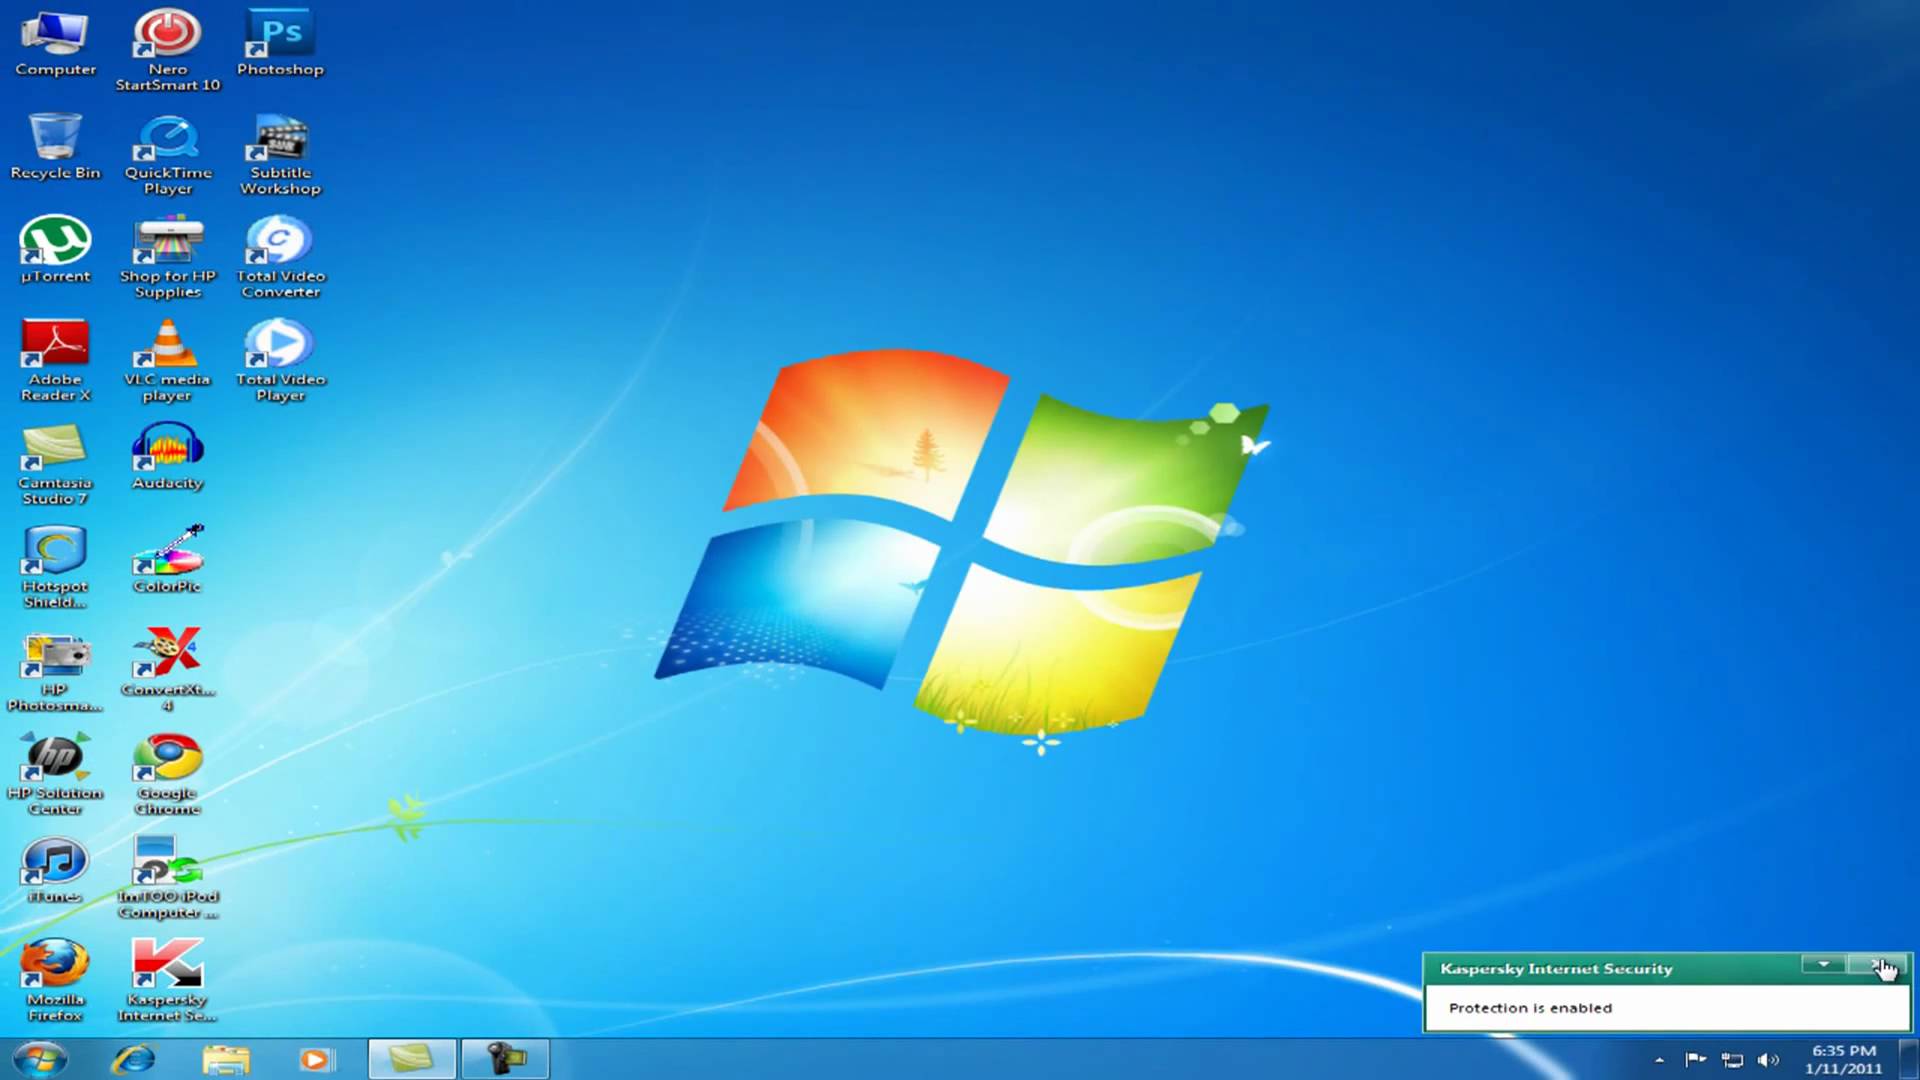 Computer
Nero
StartSmart 10
Ps
Photoshop
Recycle Bin
QuickTime
Player
Subtitle
Workshop
µTorrent
Shop for HP
Supplies
Total Video
Converter
Adobe
Reader X
VLC media
player
Total Video
Player
Camtasia
Studio 7
Audacity
Hotspot
Shield...
ColorPic
HP
Photosma...
ConvertXt...
4
hp
HP Solution
Center
Google
Chrome
iTunes
ImTOO iPod
Computer ...
Mozilla
Firefox
Kaspersky
Internet Se...
Kaspersky Internet Security
Protection is enabled
6:35 PM
1/11/2011